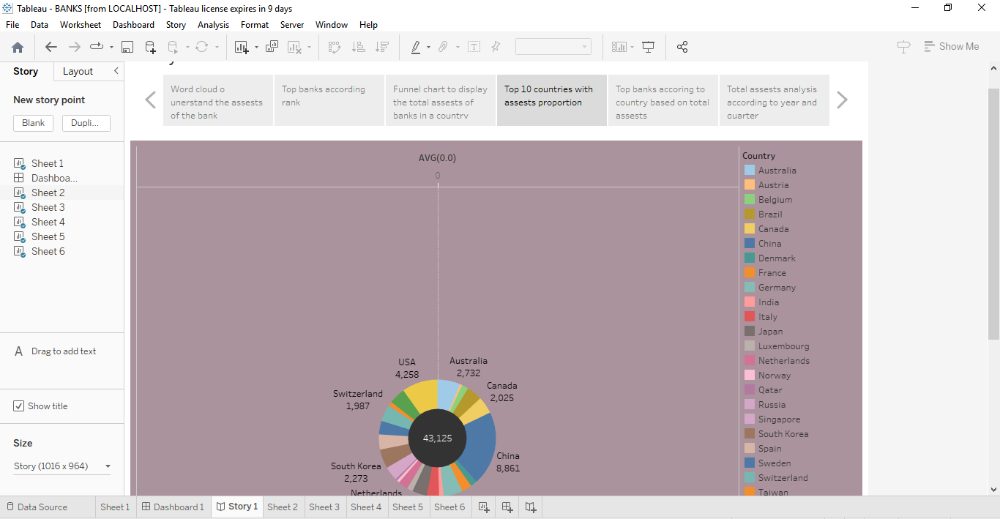 Tableau - BANKS [from LOCALHOST] - Tableau license expires in 9 days
File Data Worksheet Dashboard Story Analysis Format Server Window Help
Show Me
Story Layout
New story point
Blank Dupli...
Sheet 1
Dashboa...
Sheet 2
Sheet 3
Sheet 4
Sheet 5
Sheet 6
A Drag to add text
Show title
Size
Story (1016 x 964)
Word cloud o
unerstand the assests
of the bank
Top banks according
rank
Funnel chart to display
the total assests of
banks in a country
Top 10 countries with
assests proportion
Top banks accoring to
country based on total
assests
Total assests analysis
according to year and
quarter
AVG(0.0)
0
USA
4,258
Australia
2,732
Canada
2,025
Switzerland
1,987
43,125
China
8,861
South Korea
2,273
Netherlands
Country
Australia
Austria
Belgium
Brazil
Canada
China
Denmark
France
Germany
India
Italy
Japan
Luxembourg
Netherlands
Norway
Qatar
Russia
Singapore
South Korea
Spain
Sweden
Switzerland
Taiwan
Data Source Sheet 1 Dashboard 1 Story 1 Sheet 2 Sheet 3 Sheet 4 Sheet 5 Sheet 6